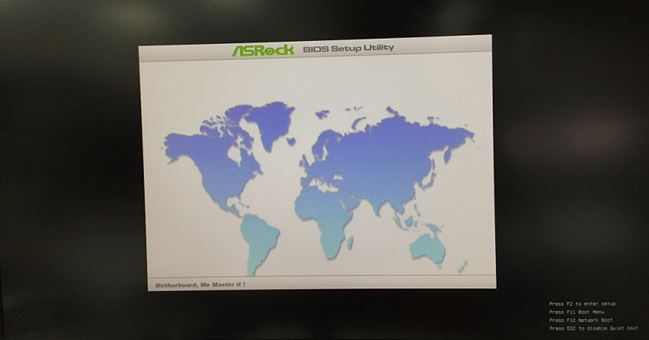 ASRock BIOS Setup Utility
Motherboard, We Master It !
Press F2 to enter setup
Press F11 Boot Menu
Press F12 Network Boot
Press ESC to disable Quiet boot